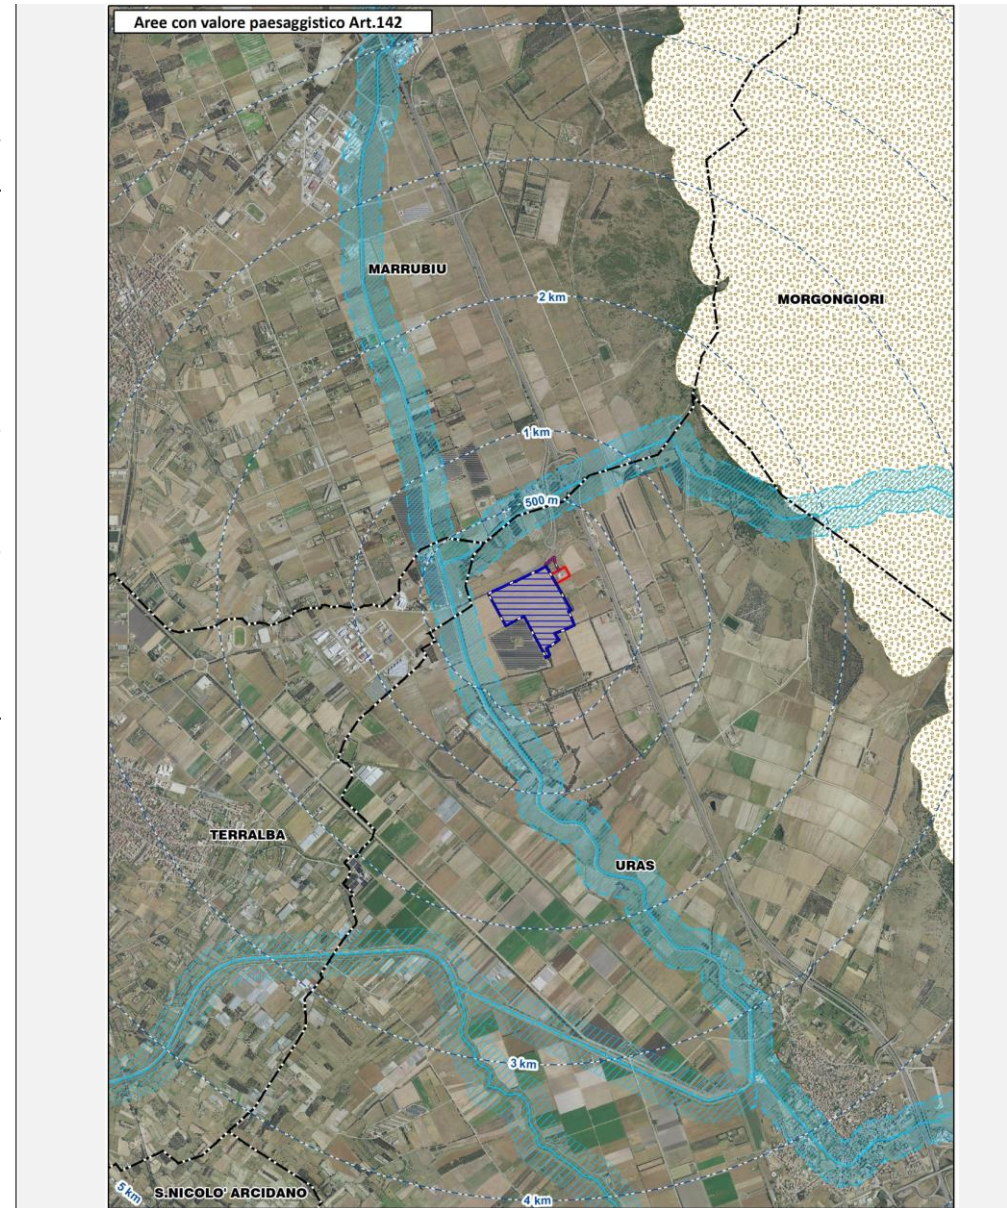 Aree con valore paesaggistico Art.142
MARRUBIU
MORGONGIORI
2 km
1 km
500 m
TERRALBA
URAS
3 km
5 km
S.NICOLO' ARCIDANO
4 km